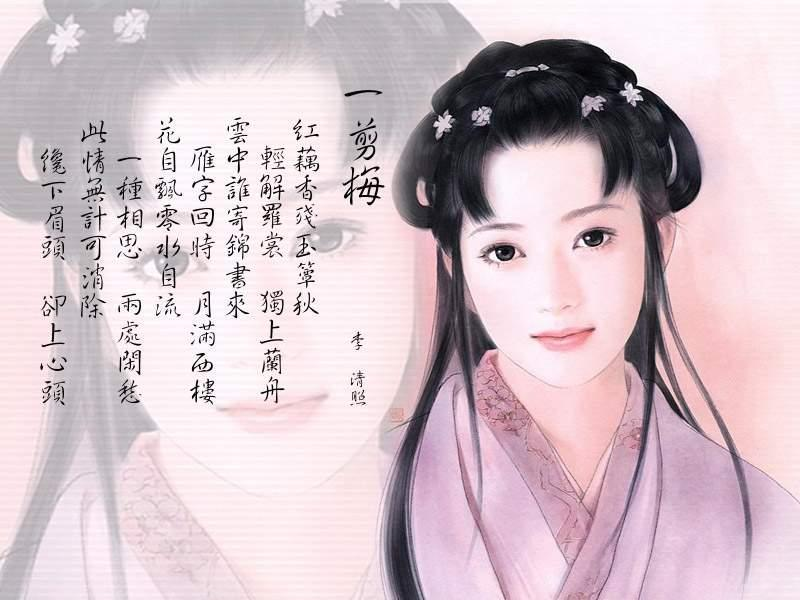 一剪梅
李 清照
紅藕香殘玉簟秋
輕解羅裳 獨上蘭舟
雲中誰寄錦書來
雁字回時 月滿西樓
花自飄零水自流
一種相思 兩處閑愁
此情無計可消除
纔下眉頭 卻上心頭